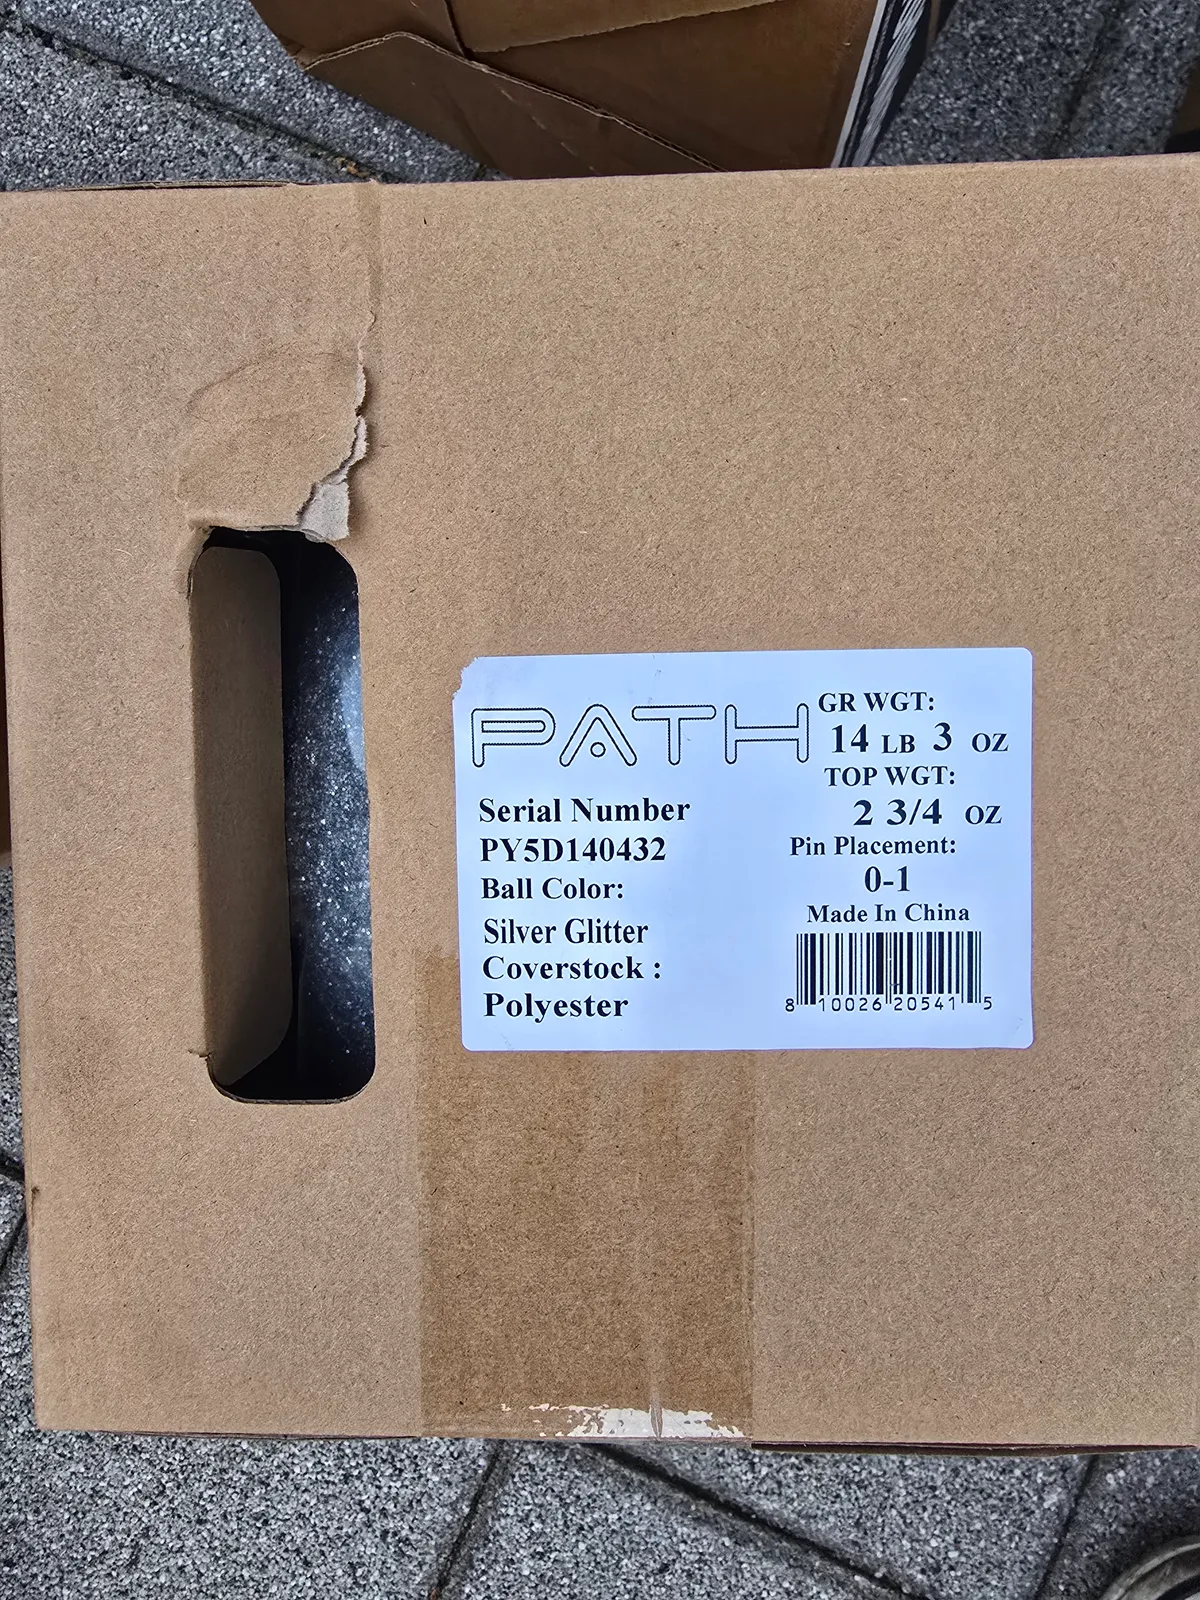 PATH
Serial Number
PY5D140432
Ball Color:
Silver Glitter
Coverstock :
Polyester
GR WGT:
14 LB 3 OZ
TOP WGT:
2 3/4 OZ
Pin Placement:
0-1
Made In China
8 10026 20541 5